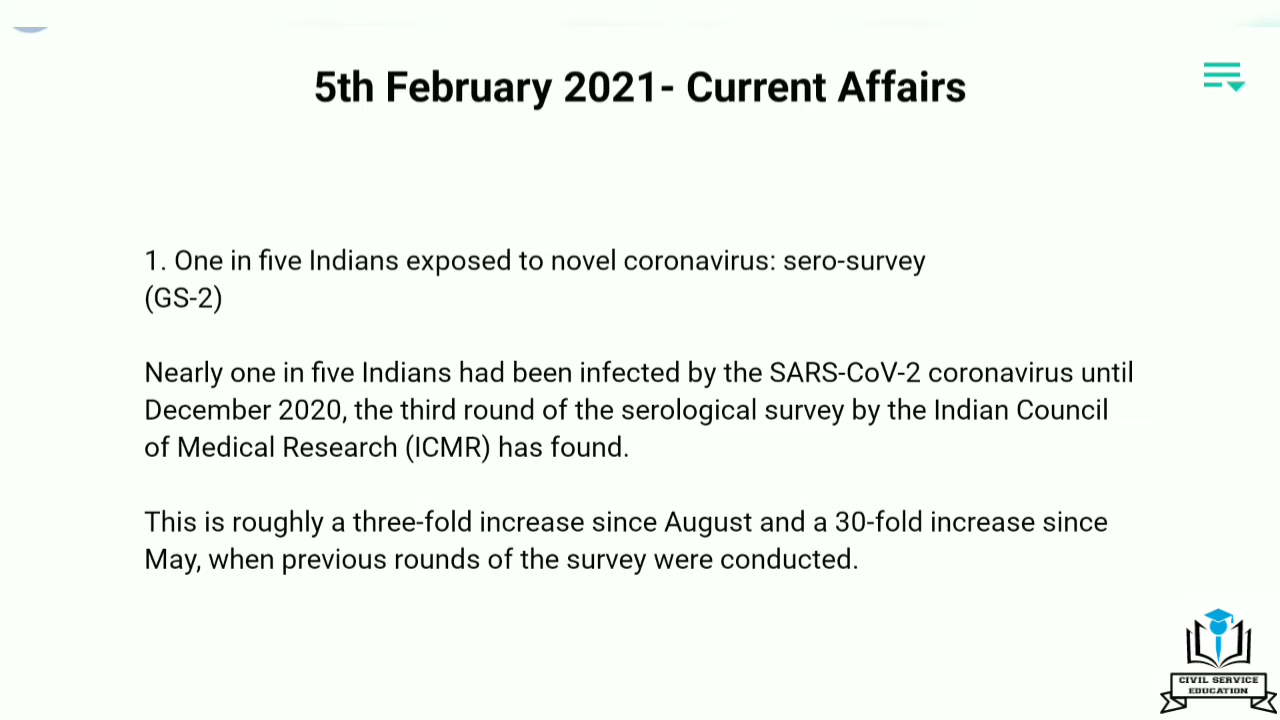 5th February 2021- Current Affairs
1. One in five Indians exposed to novel coronavirus: sero-survey
(GS-2)
Nearly one in five Indians had been infected by the SARS-CoV-2 coronavirus until
December 2020, the third round of the serological survey by the Indian Council
of Medical Research (ICMR) has found.
This is roughly a three-fold increase since August and a 30-fold increase since
May, when previous rounds of the survey were conducted.
CIVIL SERVICE
EDUCATION